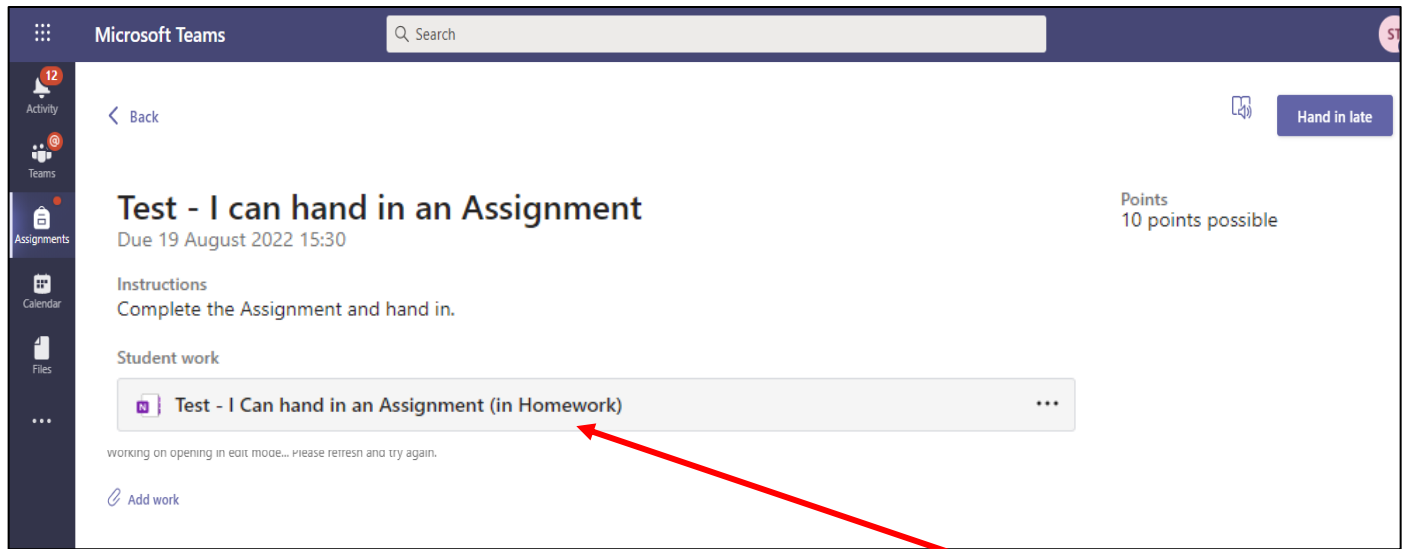 Microsoft Teams
Search
ST
12
Activity
@
Teams
Assignments
Calendar
Files
Back
Hand in late
Test - I can hand in an Assignment
Due 19 August 2022 15:30
Points
10 points possible
Instructions
Complete the Assignment and hand in.
Student work
N
Test - I Can hand in an Assignment (in Homework)
Working on opening in edit mode... Please refresh and try again.
Add work